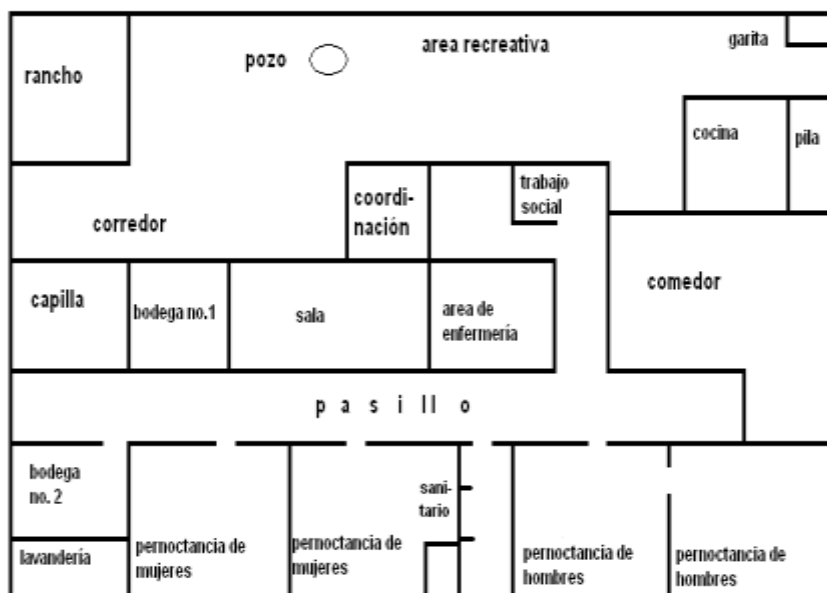 area recreativa
garita
pozo
rancho
cocina
pila
trabajo
social
coordi-
nación
corredor
comedor
capilla
bodega no.1
sala
area de
enfermería
p a s i ll o
bodega
no. 2
sani-
tario
lavandería
pernoctancia de
mujeres
pernoctancia de
mujeres
pernoctancia de
hombres
pernoctancia de
hombres